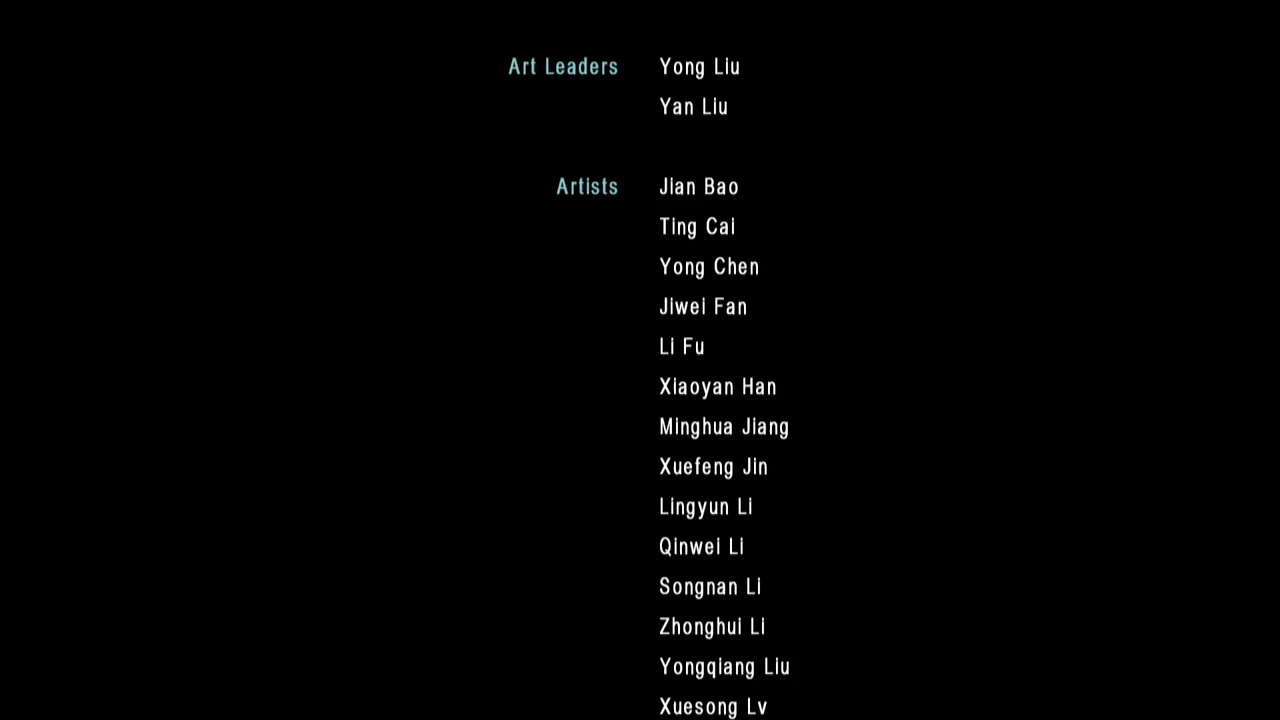 Art Leaders Yong Liu
Yan Liu
Artists Jian Bao
Ting Cai
Yong Chen
Jiwei Fan
Li Fu
Xiaoyan Han
Minghua Jiang
Xuefeng Jin
Lingyun Li
Qinwei Li
Songnan Li
Zhonghui Li
Yongqiang Liu
Xuesong Lv